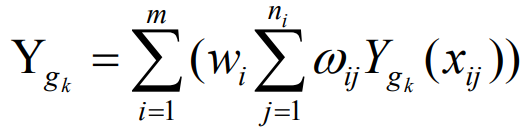 $$Y_{g_k} = \sum_{i=1}^{m} (w_i \sum_{j=1}^{n_i} \omega_{ij} Y_{g_k} (x_{ij}))$$